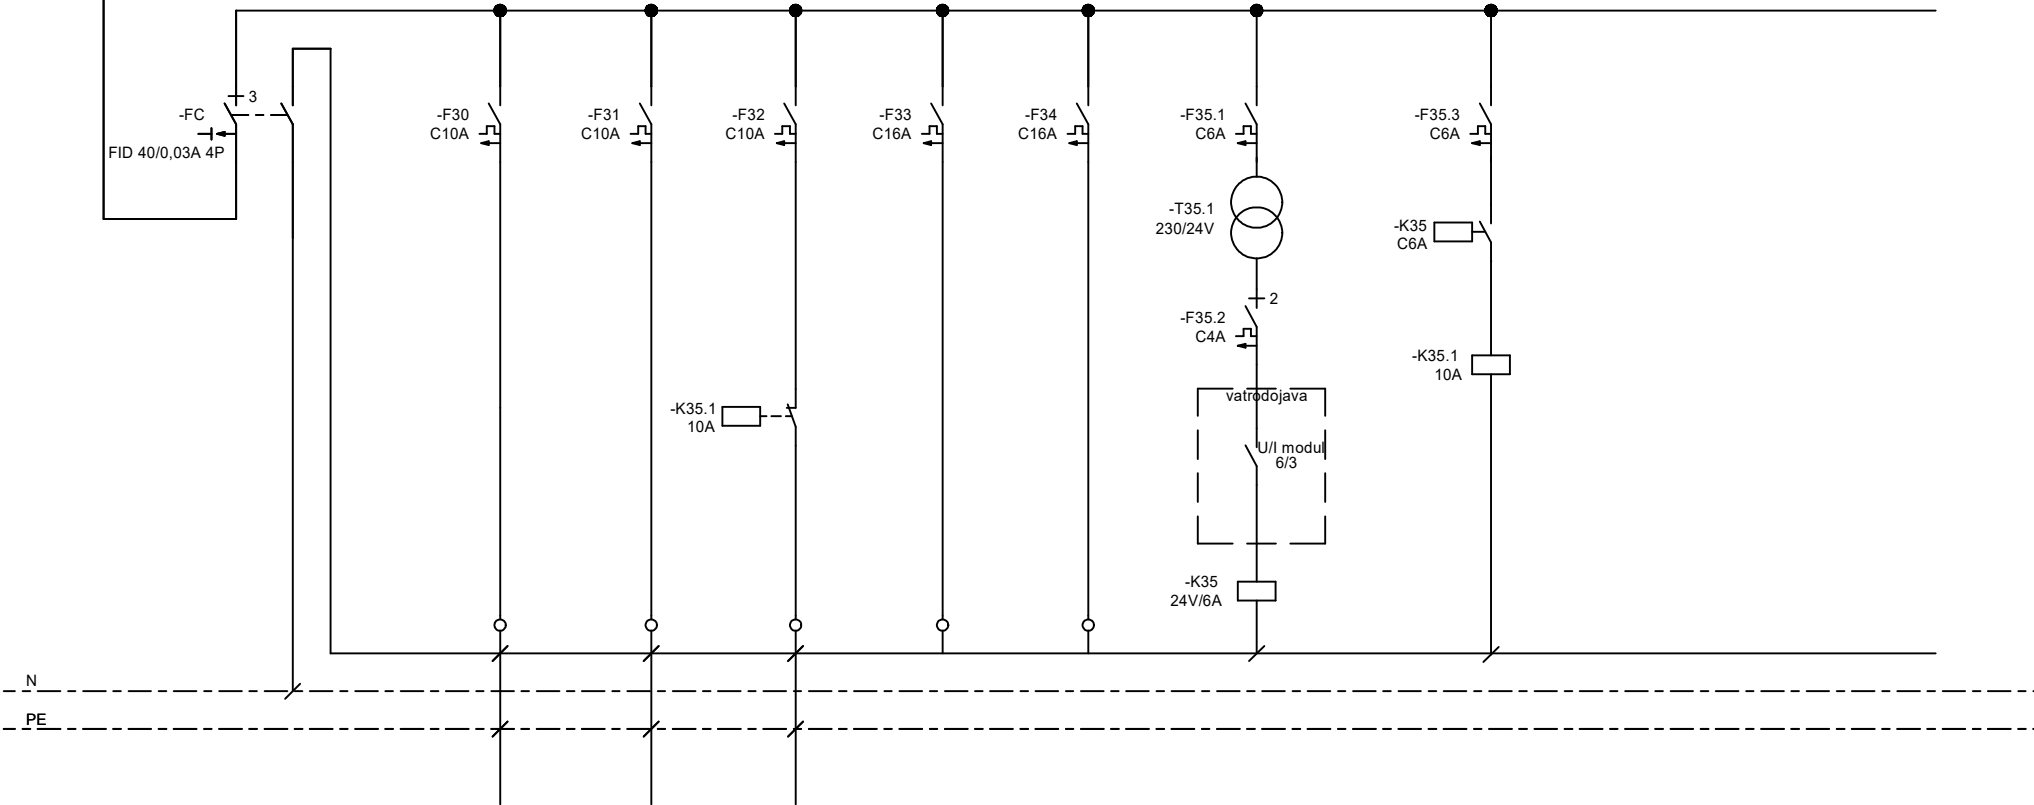 3
-FC
FID 40/0,03A 4P
-F30
C10A
-F31
C10A
-F32
C10A
-F33
C16A
-F34
C16A
-F35.1
C6A
-F35.3
C6A
-T35.1
230/24V
-K35
C6A
2
-F35.2
C4A
-K35.1
10A
vatrodojava
-K35.1
10A
U/I modul
6/3
-K35
24V/6A
N
PE